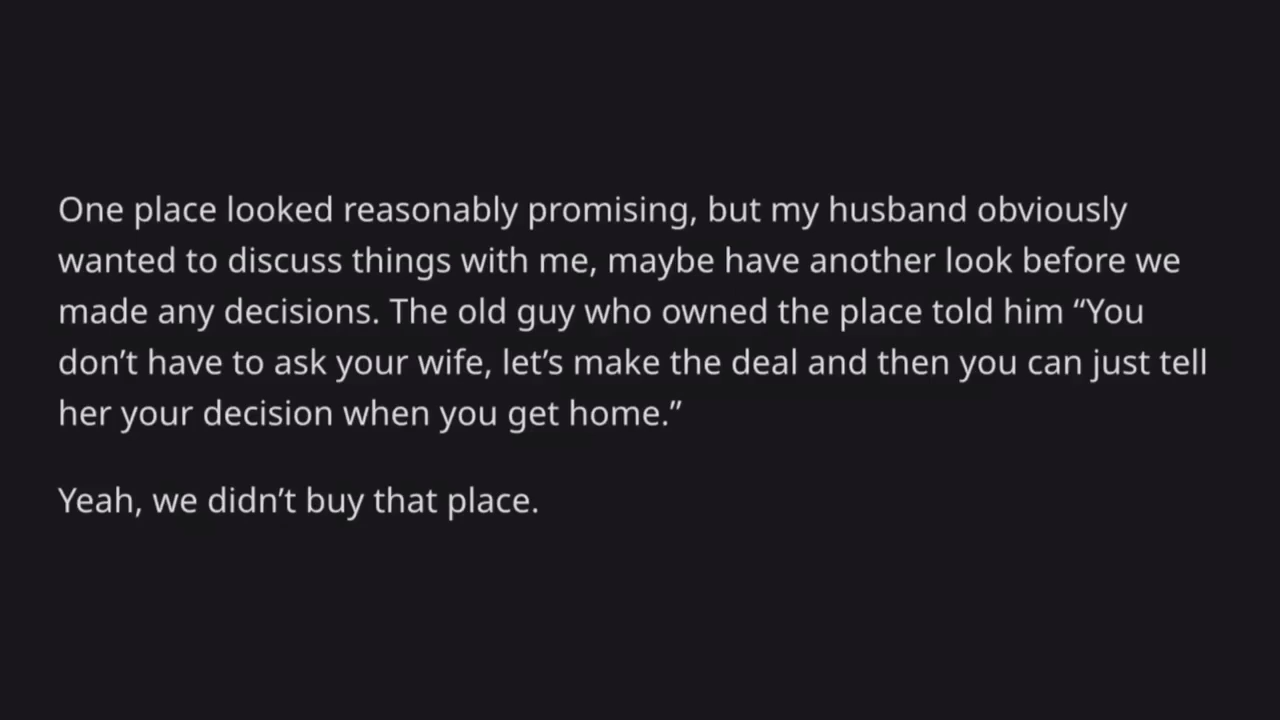 One place looked reasonably promising, but my husband obviously
wanted to discuss things with me, maybe have another look before we
made any decisions. The old guy who owned the place told him “You
don’t have to ask your wife, let’s make the deal and then you can just tell
her your decision when you get home.”
Yeah, we didn’t buy that place.